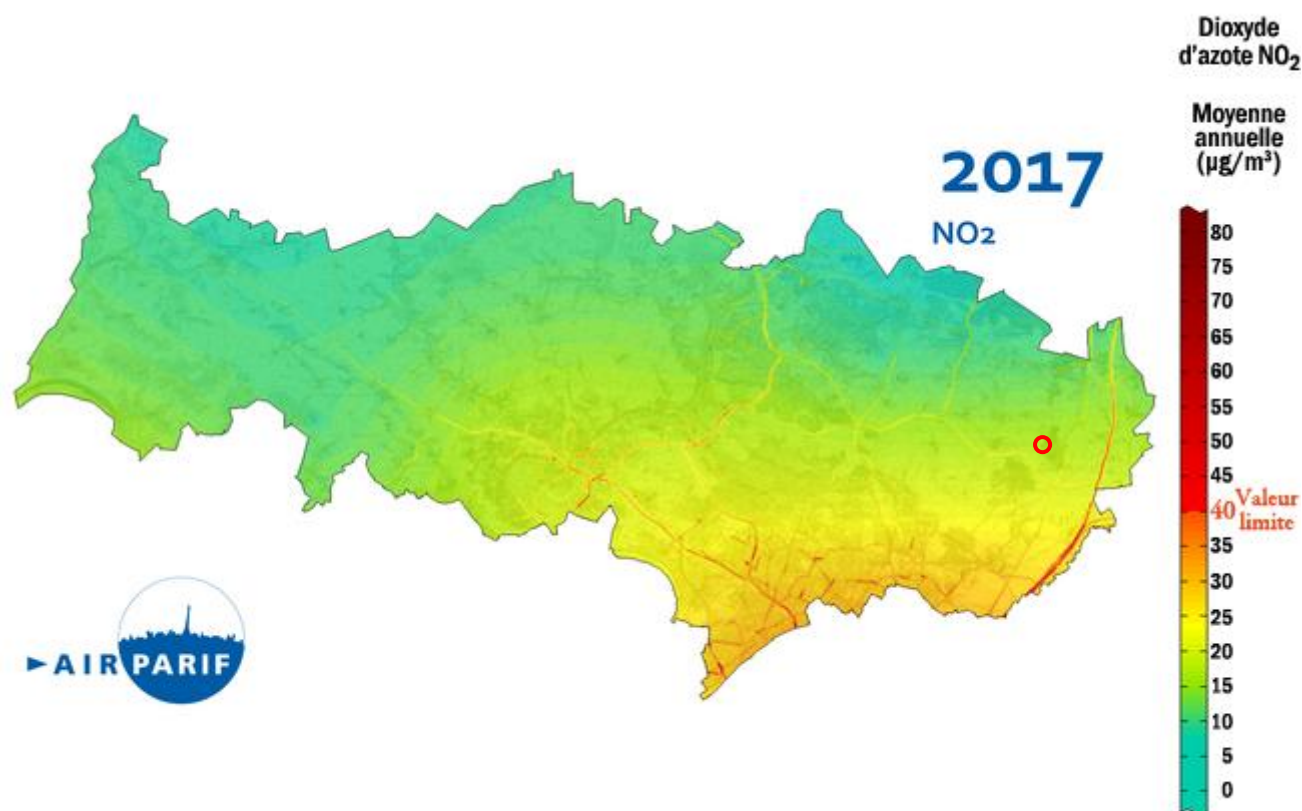 Dioxyde
d'azote NO2
Moyenne
annuelle
(µg/m³)
2017
NO2
80
75
70
65
60
55
50
45
40 Valeur
limite
35
30
25
20
15
10
5
0
►AIRPARIF